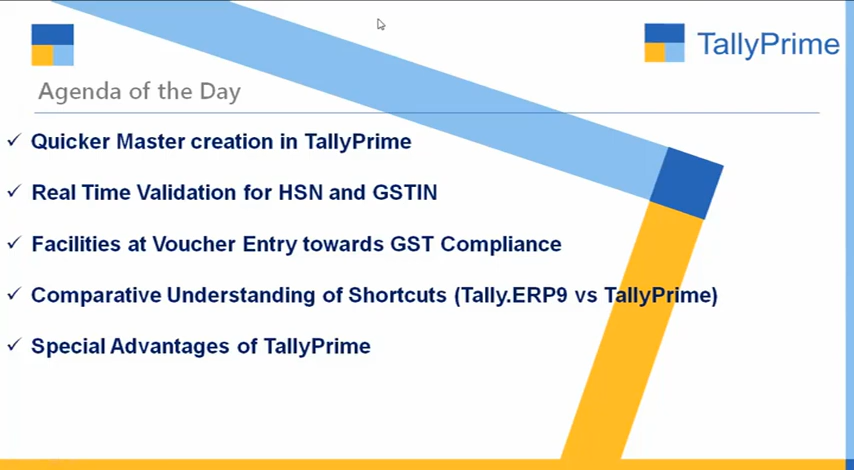 TallyPrime
Agenda of the Day
✓ Quicker Master creation in TallyPrime
✓ Real Time Validation for HSN and GSTIN
✓ Facilities at Voucher Entry towards GST Compliance
✓ Comparative Understanding of Shortcuts (Tally.ERP9 vs TallyPrime)
✓ Special Advantages of TallyPrime